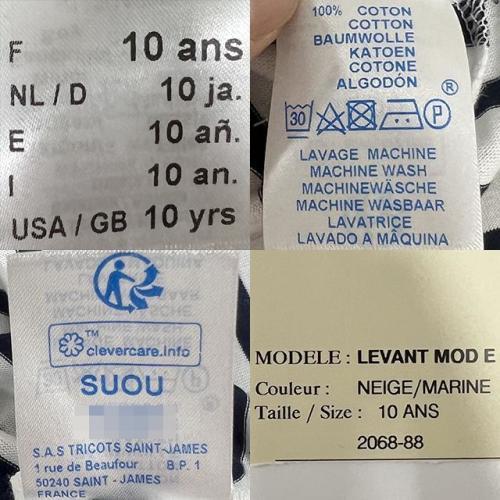 F 10 ans
NL / D 10 ja.
E 10 añ.
I 10 an.
USA / GB 10 yrs
100% COTON
COTTON
BAUMWOLLE
KATOEN
COTONE
ALGODÓN
®
30 P
LAVAGE MACHINE
MACHINE WASH
MACHINEWÄSCHE
MACHINE WASBAAR
LAVATRICE
LAVADO A MÂQUINA
TM
clevercare.info
SUOU
S.A.S TRICOTS SAINT-JAMES
1 rue de Beaufour B.P. 1
50240 SAINT - JAMES
FRANCE
MODELE : LEVANT MOD E
Couleur : NEIGE/MARINE
Taille / Size : 10 ANS
2068-88